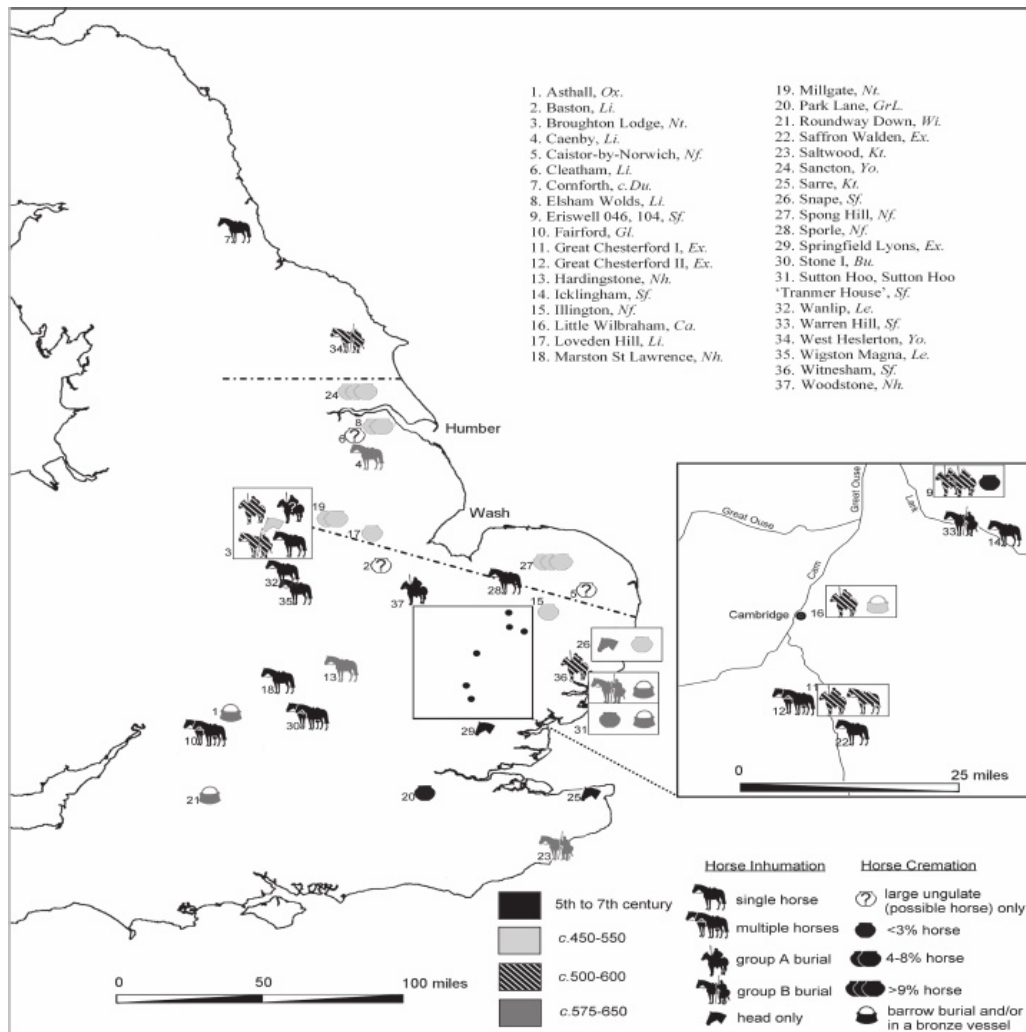 1. Asthall, Ox.
2. Baston, Li.
3. Broughton Lodge, Nt.
4. Caenby, Li.
5. Caistor-by-Norwich, Nf.
6. Cleatham, Li.
7. Cornforth, c.Du.
8. Elsham Wolds, Li.
9. Eriswell 046, 104, Sf.
10. Fairford, Gl.
11. Great Chesterford I, Ex.
12. Great Chesterford II, Ex.
13. Hardingstone, Nh.
14. Icklingham, Sf.
15. Illington, Nf.
16. Little Wilbraham, Ca.
17. Loveden Hill, Li.
18. Marston St Lawrence, Nh.
19. Millgate, Nt.
20. Park Lane, GrL.
21. Roundway Down, Wi.
22. Saffron Walden, Ex.
23. Saltwood, Kt.
24. Sancton, Yo.
25. Sarre, Kt.
26. Snape, Sf.
27. Spong Hill, Nf.
28. Sporle, Nf.
29. Springfield Lyons, Ex.
30. Stone I, Bu.
31. Sutton Hoo, Sutton Hoo
'Tranmer House', Sf.
32. Wanlip, Le.
33. Warren Hill, Sf.
34. West Heslerton, Yo.
35. Wigston Magna, Le.
36. Witnesham, Sf.
37. Woodstone, Nh.
7
34
24
8
Humber
6
?
4
19
Wash
3
17
2
?
27
5
?
32
35
37
28
15
26
36
18
13
1
10
30
29
31
21
20
25
23
Great Ouse
Great Ouse
Lark
9
33
14
Cam
Cambridge
16
11
12
22
0
25 miles
0
50
100
miles
5th to 7th century
c.450-550
c.500-600
c.575-650
Horse Inhumation
single horse
multiple horses
group A burial
group B burial
head only
Horse Cremation
?
large ungulate
(possible horse) only
<3% horse
4-8% horse
>9% horse
barrow burial and/or
in a bronze vessel